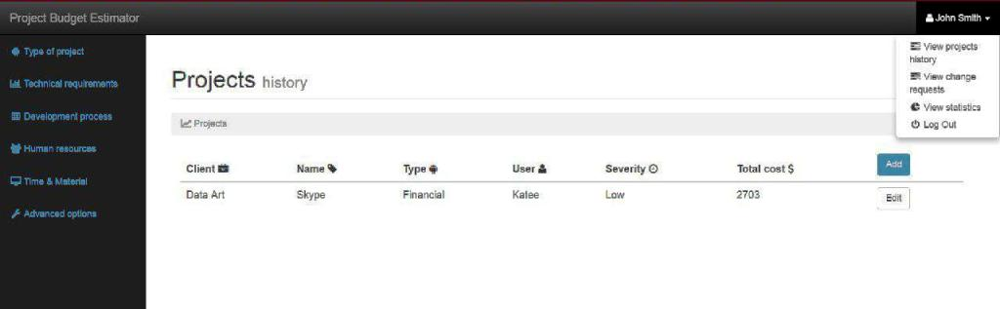 Project Budget Estimator
John Smith
Type of project
Technical requirements
Development process
Human resources
Time & Material
Advanced options
View projects
history
View change
requests
View statistics
Log Out
Projects history
Projects
Client Name Type User Severity Total cost $ Add
Data Art Skype Financial Katee Low 2703 Edit